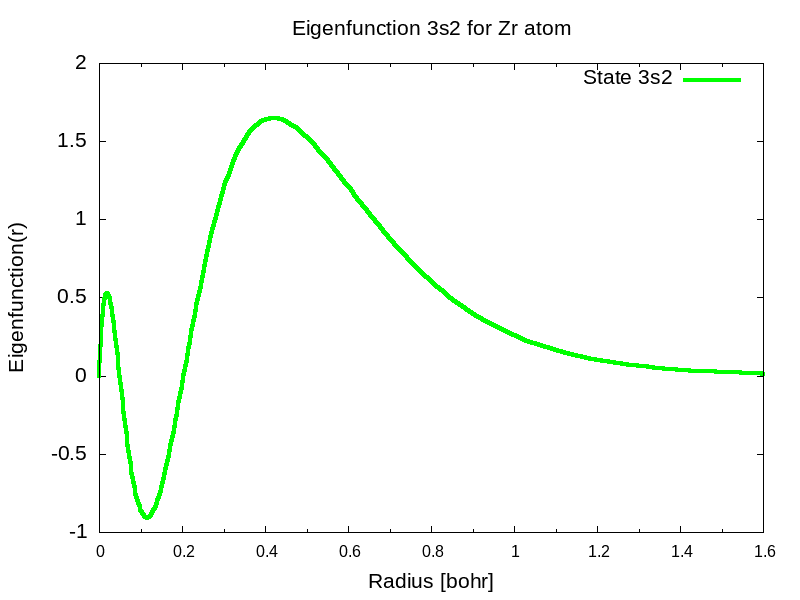 Eigenfunction 3s2 for Zr atom
State 3s2
Eigenfunction(r)
2
1.5
1
0.5
0
-0.5
-1
0 0.2 0.4 0.6 0.8 1 1.2 1.4 1.6
Radius [bohr]